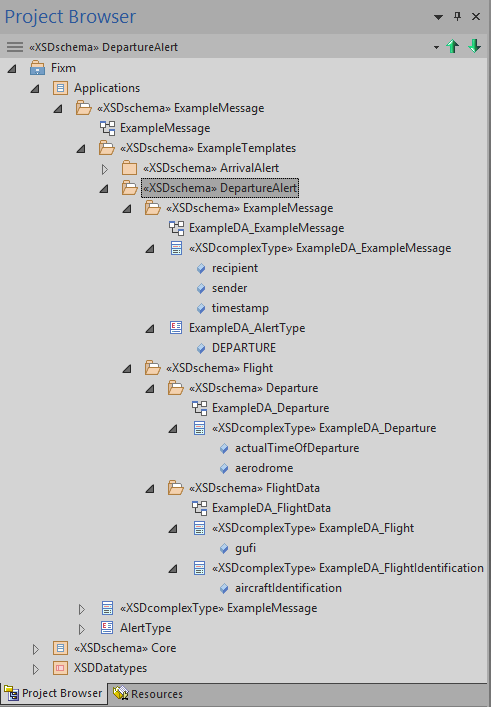 Project Browser
«XSDschema» DepartureAlert
Fixm
Applications
«XSDschema» ExampleMessage
ExampleMessage
«XSDschema» ExampleTemplates
«XSDschema» ArrivalAlert
«XSDschema» DepartureAlert
«XSDschema» ExampleMessage
ExampleDA_ExampleMessage
«XSDcomplexType» ExampleDA_ExampleMessage
recipient
sender
timestamp
ExampleDA_AlertType
DEPARTURE
«XSDschema» Flight
«XSDschema» Departure
ExampleDA_Departure
«XSDcomplexType» ExampleDA_Departure
actualTimeOfDeparture
aerodrome
«XSDschema» FlightData
ExampleDA_FlightData
«XSDcomplexType» ExampleDA_Flight
gufi
«XSDcomplexType» ExampleDA_FlightIdentification
aircraftIdentification
«XSDcomplexType» ExampleMessage
AlertType
«XSDschema» Core
XSDDatatypes
Project Browser Resources